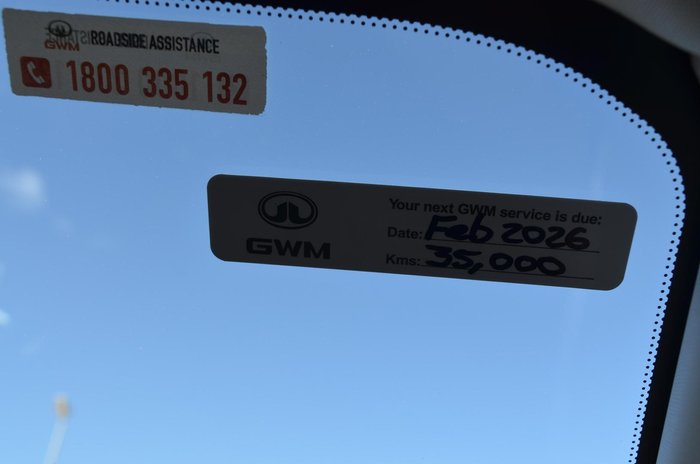 GWM ROADSIDE ASSISTANCE
1800 335 132
GWM
Your next GWM service is due:
Date: Feb 2026
Kms: 35,000